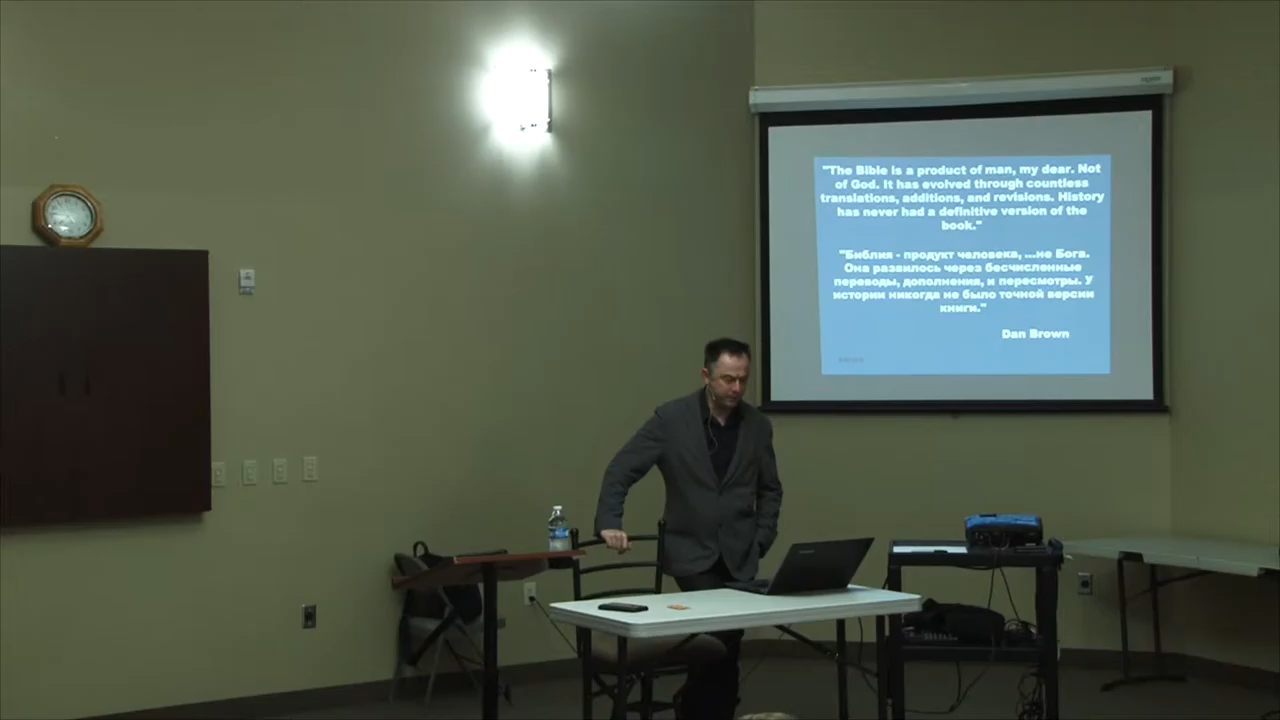 "The Bible is a product of man, my dear. Not
of God. It has evolved through countless
translations, additions, and revisions. History
has never had a definitive version of the
book."
"Библия - продукт человека, ...не Бога.
Она развилось через бесчисленные
переводы, дополнения, и пересмотры. У
истории никогда не было точной версии
книги."
Dan Brown